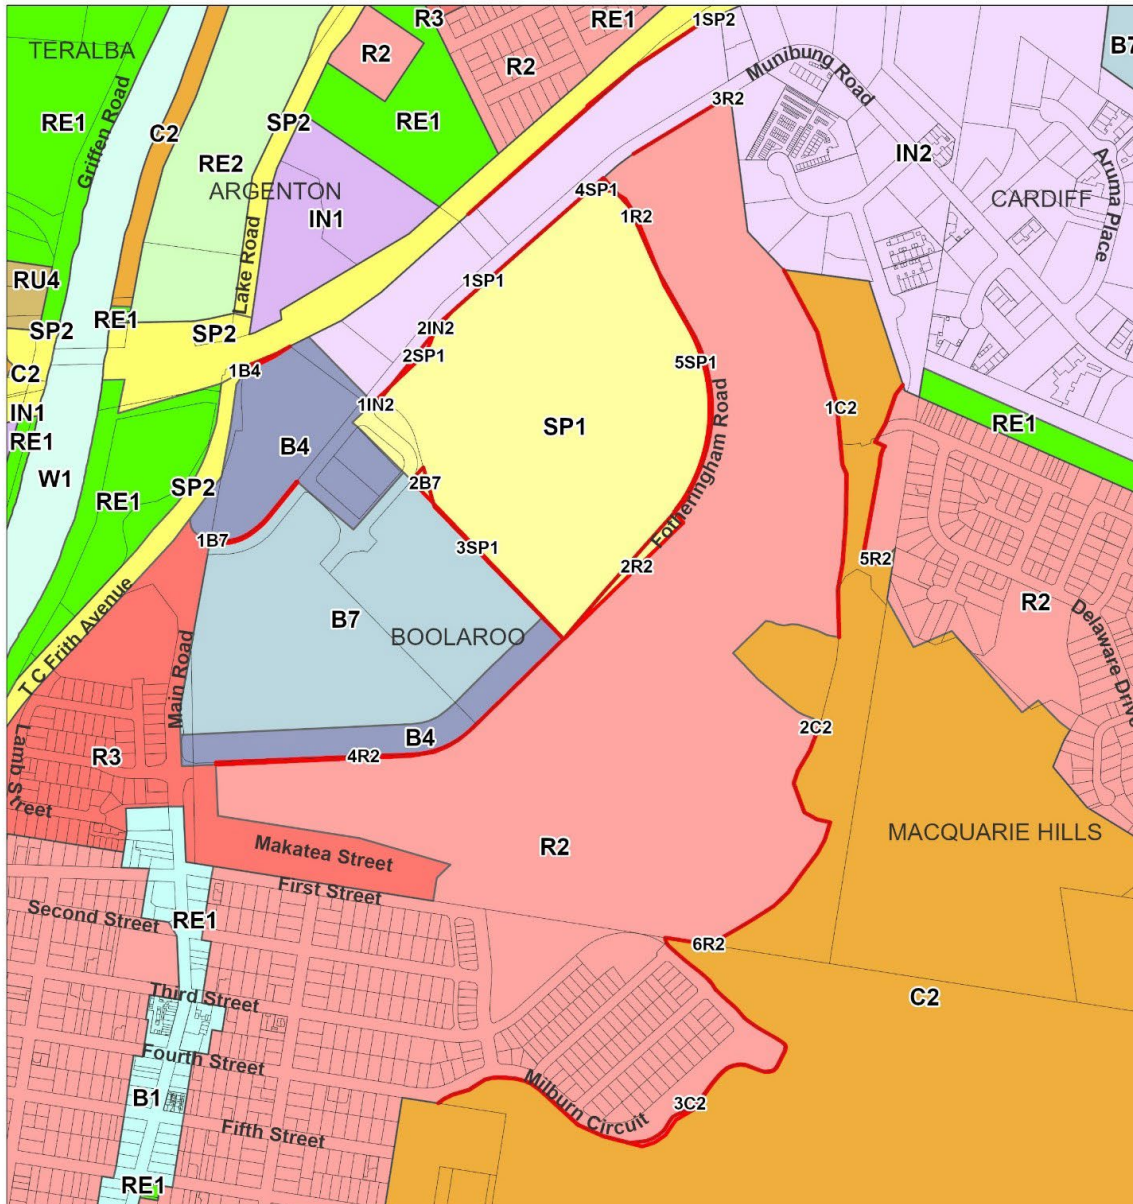 R3
RE1
1SP2
TERALBA
R2
R2
B7
Munibung Road
3R2
RE1
Griffen Road
C2
SP2
RE1
RE2
IN2
Aruma Place
ARGENTON
4SP1
CARDIFF
IN1
1R2
Lake Road
RU4
1SP1
RE1
SP2
SP2
2IN2
2SP1
5SP1
C2
1B4
1IN2
1C2
IN1
RE1
SP1
RE1
B4
W1
SP2
2B7
RE1
Fotheringham Road
1B7
3SP1
5R2
2R2
R2
T C Frith Avenue
B7
BOOLAROO
Delaware Drive
Main Road
2C2
B4
R3
4R2
Lamb Street
MACQUARIE HILLS
Makatea Street
R2
First Street
Second Street
RE1
6R2
Third Street
C2
Fourth Street
Milburn Circuit
B1
3C2
Fifth Street
RE1